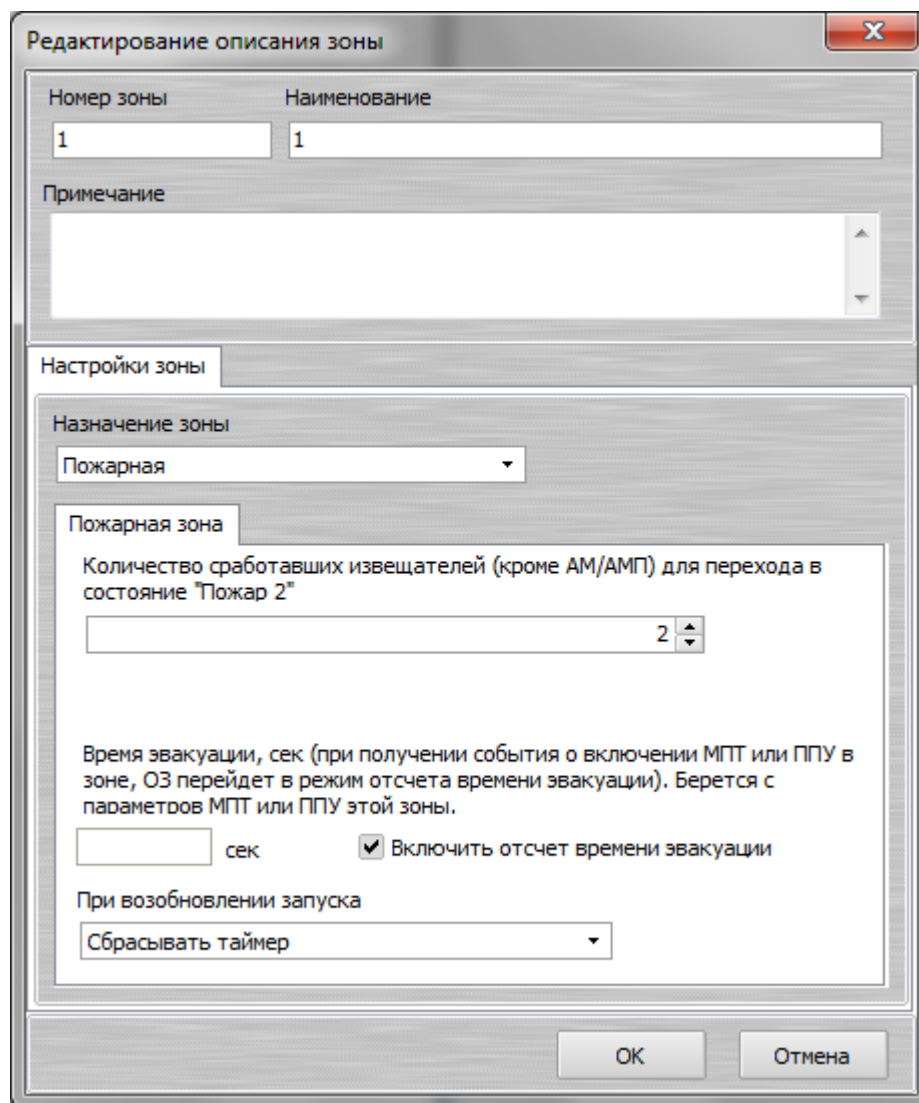 Редактирование описания зоны
Номер зоны Наименование
1 1
Примечание
Настройки зоны
Назначение зоны
Пожарная
Пожарная зона
Количество сработавших извещателей (кроме АМ/АМП) для перехода в
состояние "Пожар 2"
2
Время эвакуации, сек (при получении события о включении МПТ или ППУ в
зоне, ОЗ перейдет в режим отсчета времени эвакуации). Берется с
параметров МПТ или ППУ этой зоны.
сек Включить отсчет времени эвакуации
При возобновлении запуска
Сбрасывать таймер
OK Отмена